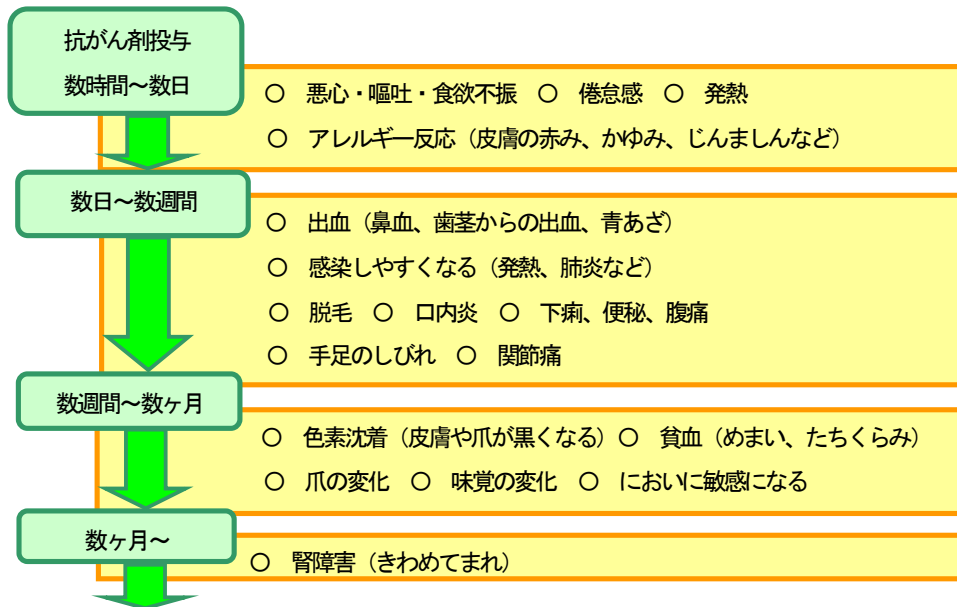 抗がん剤投与
数時間～数日
○ 悪心・嘔吐・食欲不振 ○ 倦怠感 ○ 発熱
○ アレルギー反応（皮膚の赤み、かゆみ、じんましんなど）
数日～数週間
○ 出血（鼻血、歯茎からの出血、青あざ）
○ 感染しやすくなる（発熱、肺炎など）
○ 脱毛 ○ 口内炎 ○ 下痢、便秘、腹痛
○ 手足のしびれ ○ 関節痛
数週間～数ヶ月
○ 色素沈着（皮膚や爪が黒くなる）○ 貧血（めまい、たちくらみ）
○ 爪の変化 ○ 味覚の変化 ○ においに敏感になる
数ヶ月～
○ 腎障害（きわめてまれ）